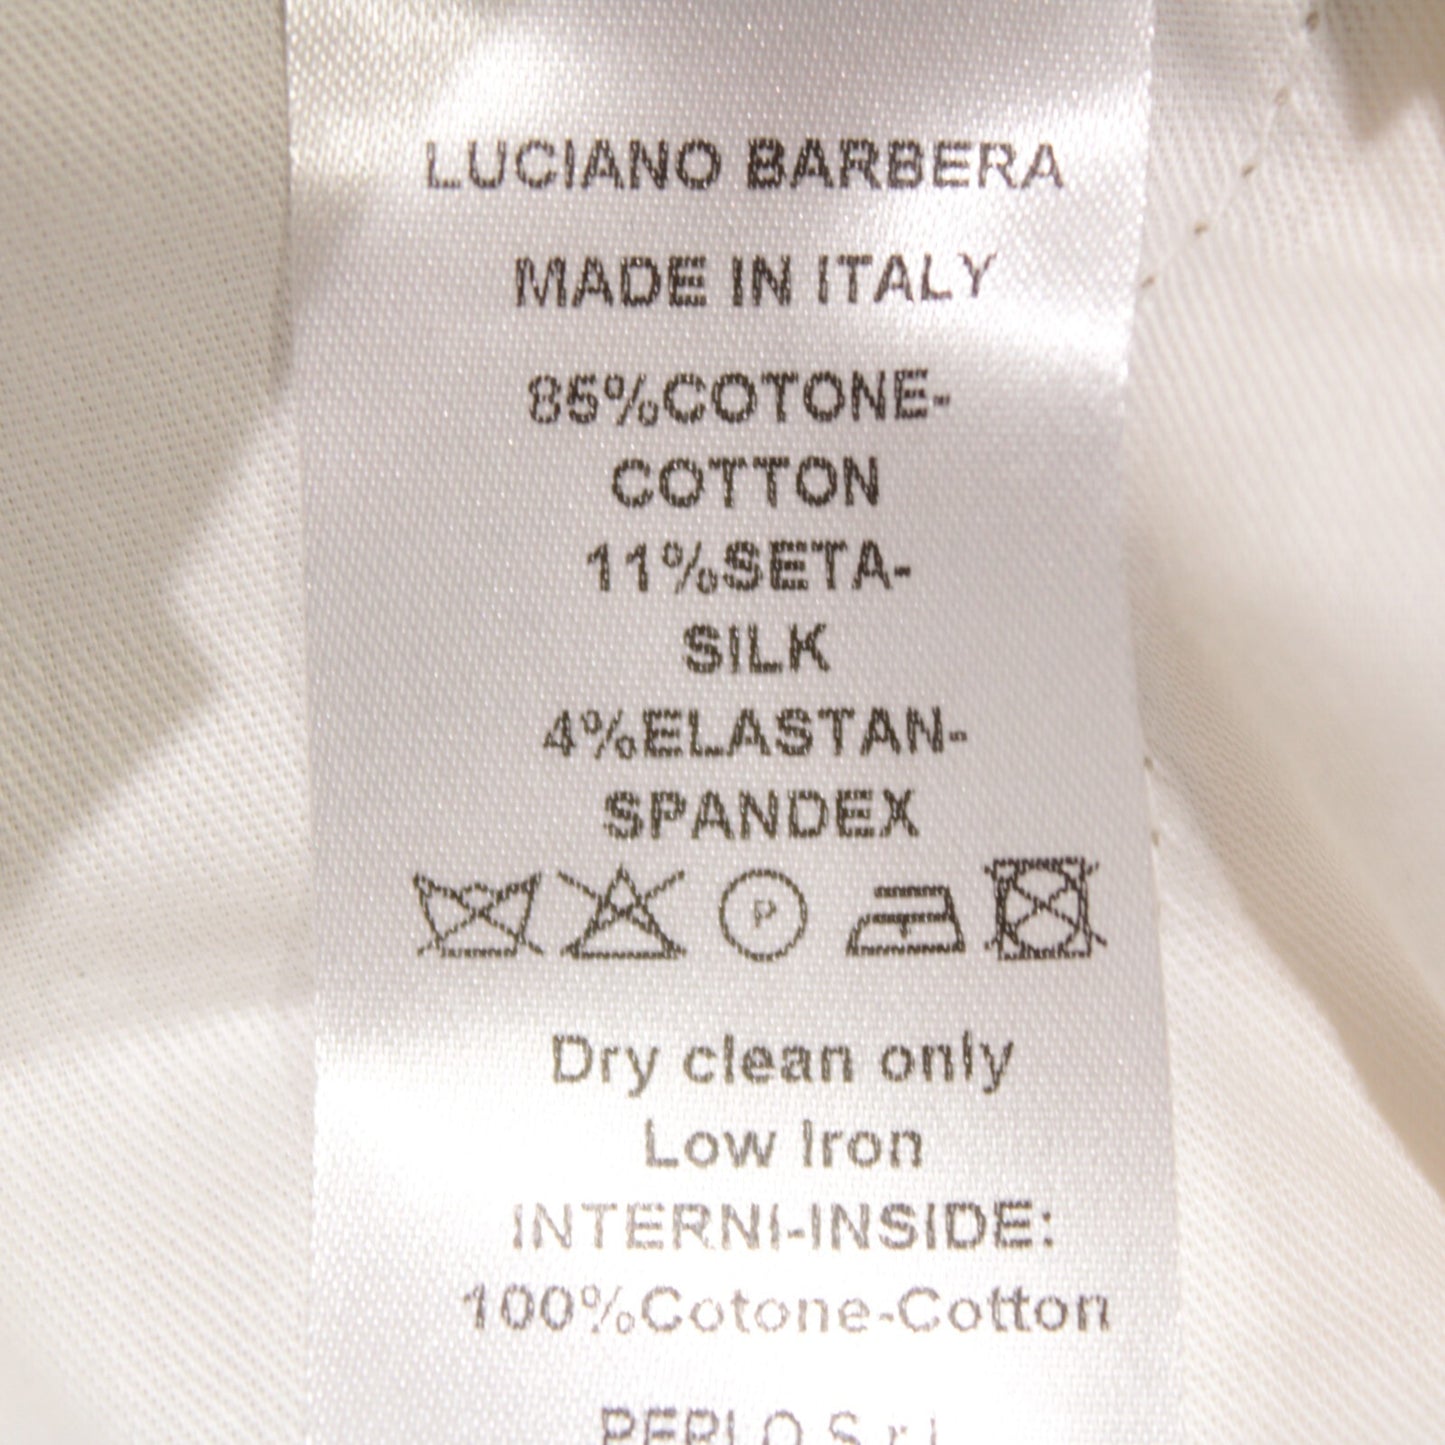 LUCIANO BARBERA
MADE IN ITALY
85%COTONE-
COTTON
11%SETA-
SILK
4%ELASTAN-
SPANDEX
P
Dry clean only
Low Iron
INTERNI-INSIDE:
100%Cotone-Cotton
S.r.l.